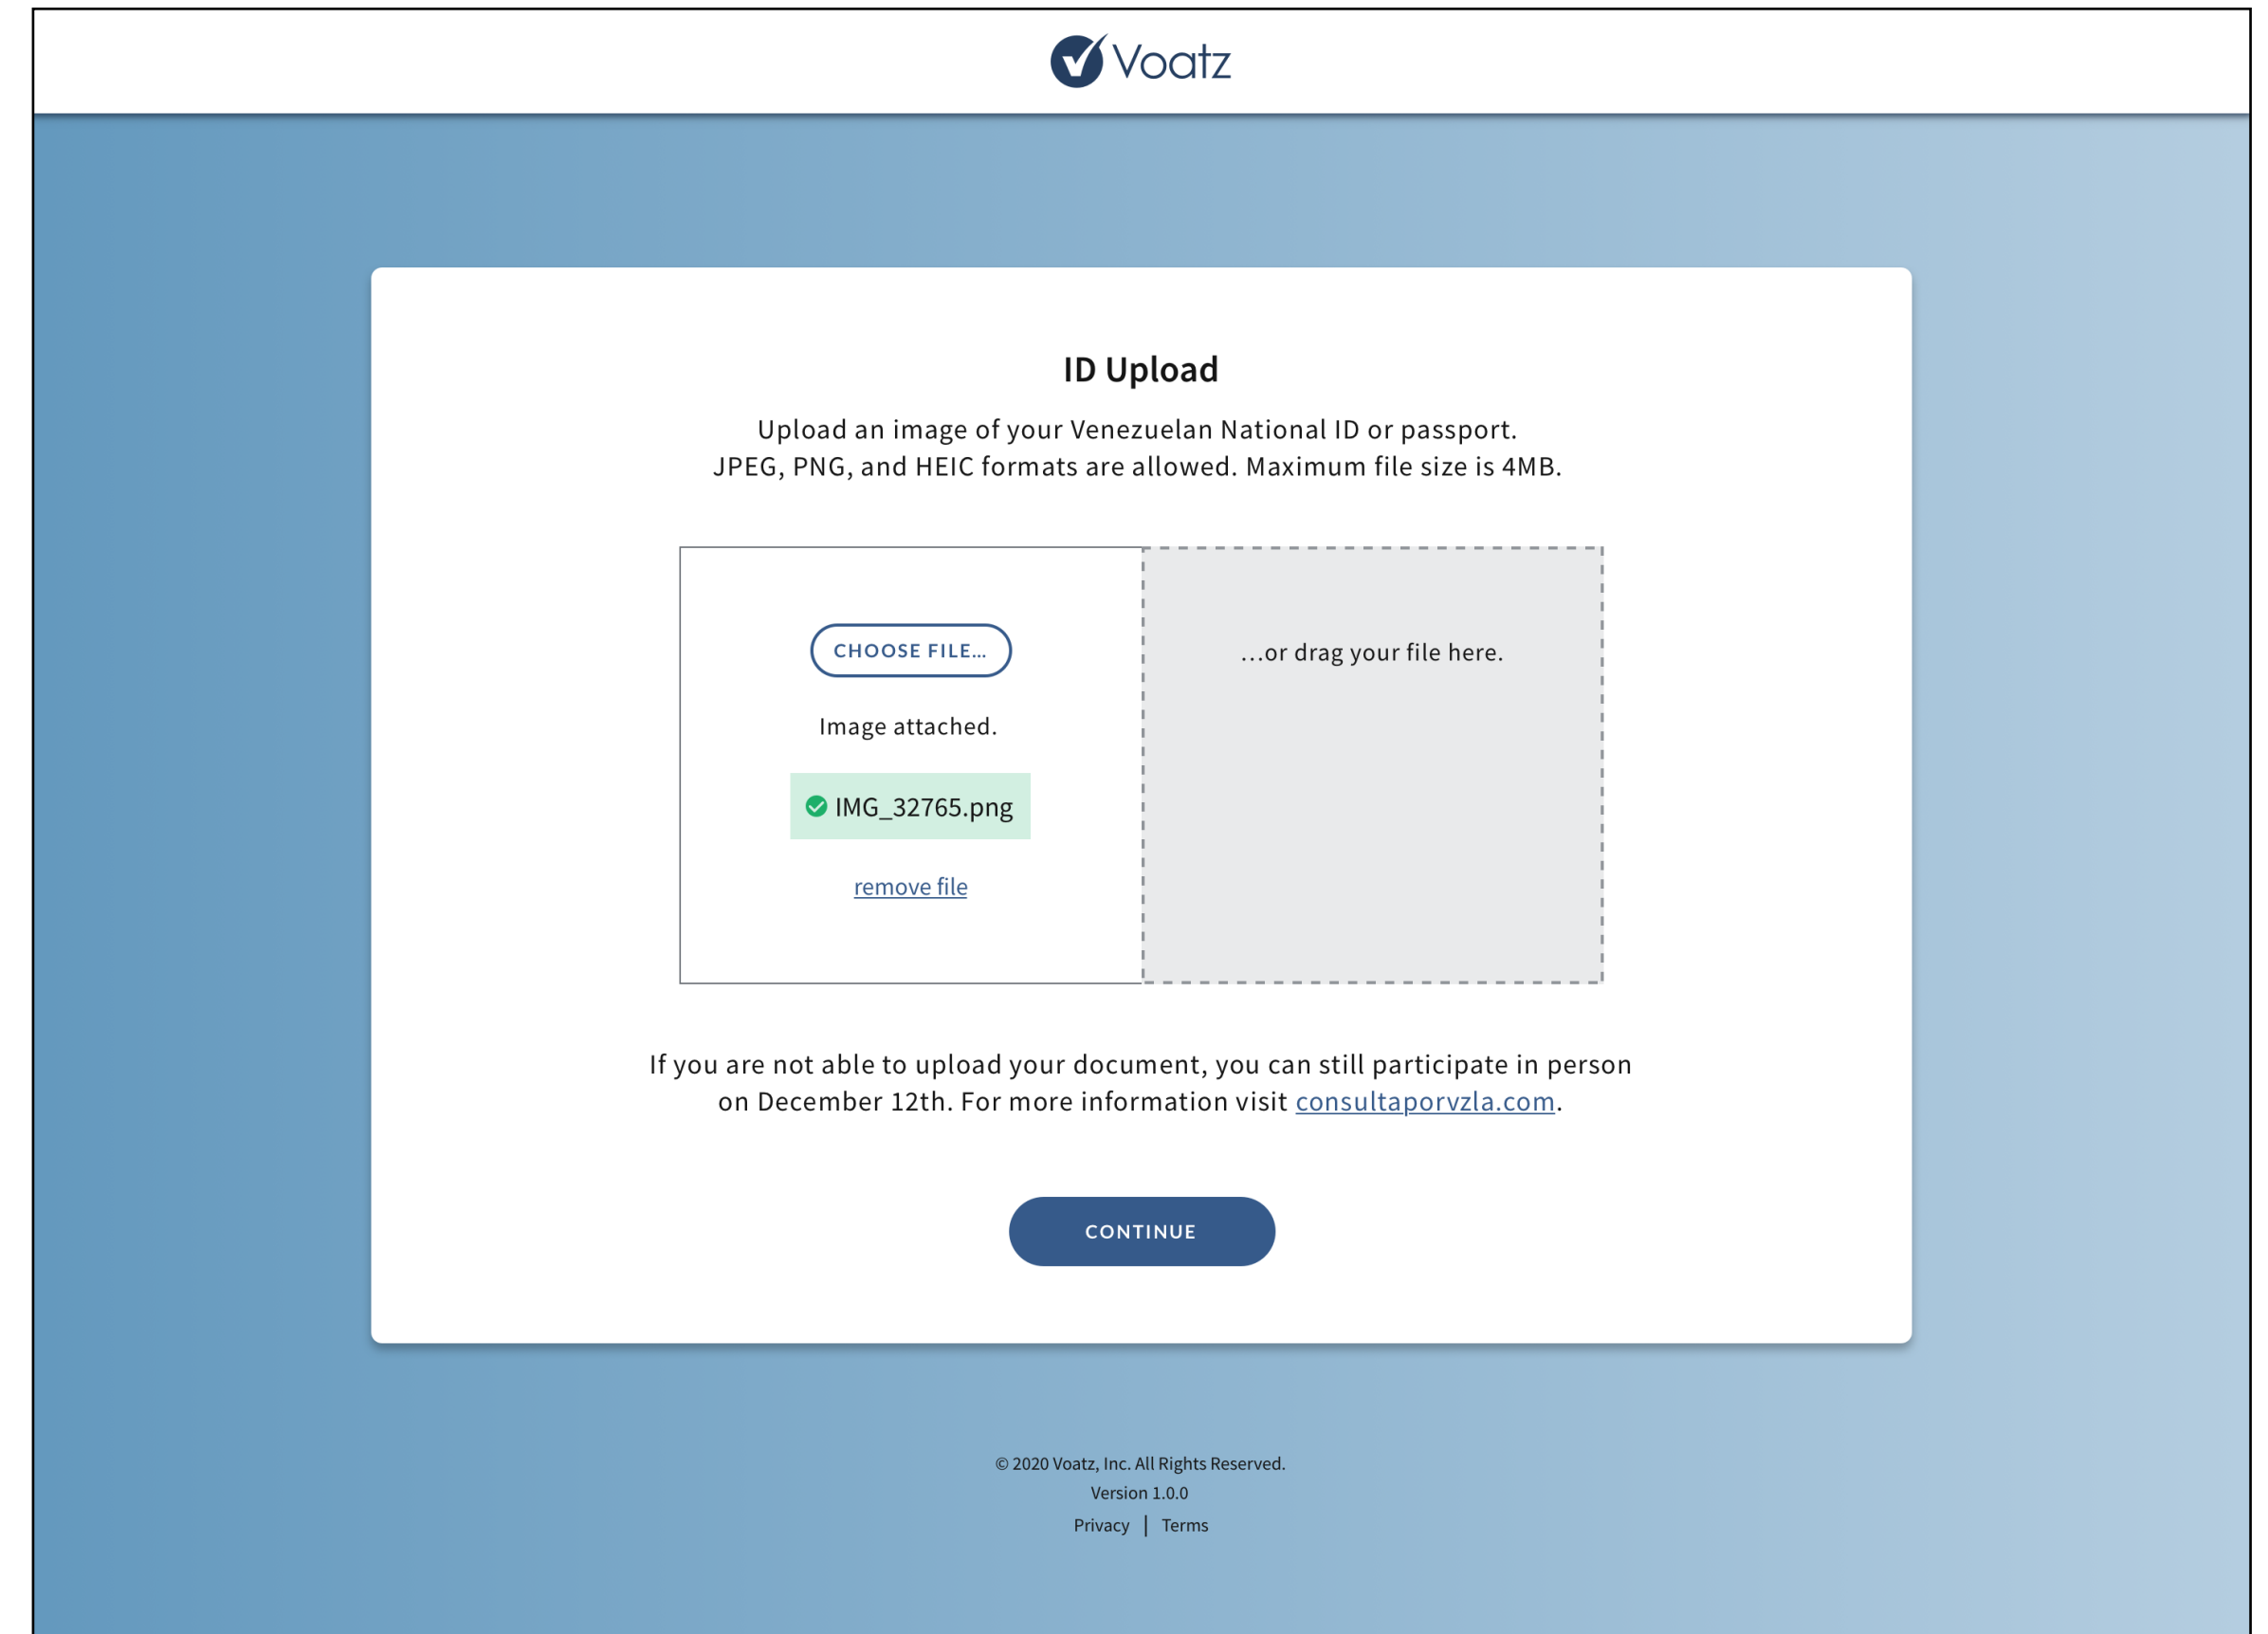 Voatz
ID Upload
Upload an image of your Venezuelan National ID or passport.
JPEG, PNG, and HEIC formats are allowed. Maximum file size is 4MB.
CHOOSE FILE...
...or drag your file here.
Image attached.
IMG_32765.png
remove file
If you are not able to upload your document, you can still participate in person
on December 12th. For more information visit consultaporvzla.com.
CONTINUE
© 2020 Voatz, Inc. All Rights Reserved.
Version 1.0.0
Privacy | Terms